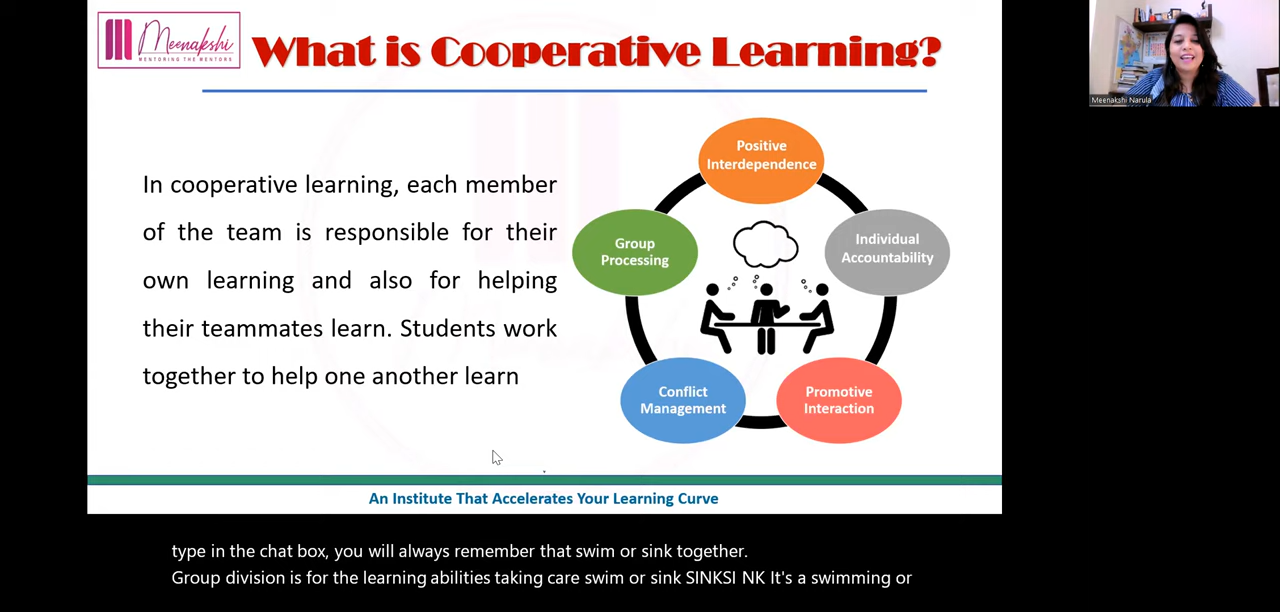 Meenakshi
MENTORING THE MENTORS
What is Cooperative Learning?
In cooperative learning, each member
of the team is responsible for their
own learning and also for helping
their teammates learn. Students work
together to help one another learn
Positive
Interdependence
Individual
Accountability
Promotive
Interaction
Conflict
Management
Group
Processing
An Institute That Accelerates Your Learning Curve
Meenakshi Narula
type in the chat box, you will always remember that swim or sink together.
Group division is for the learning abilities taking care swim or sink SINKSI NK It's a swimming or